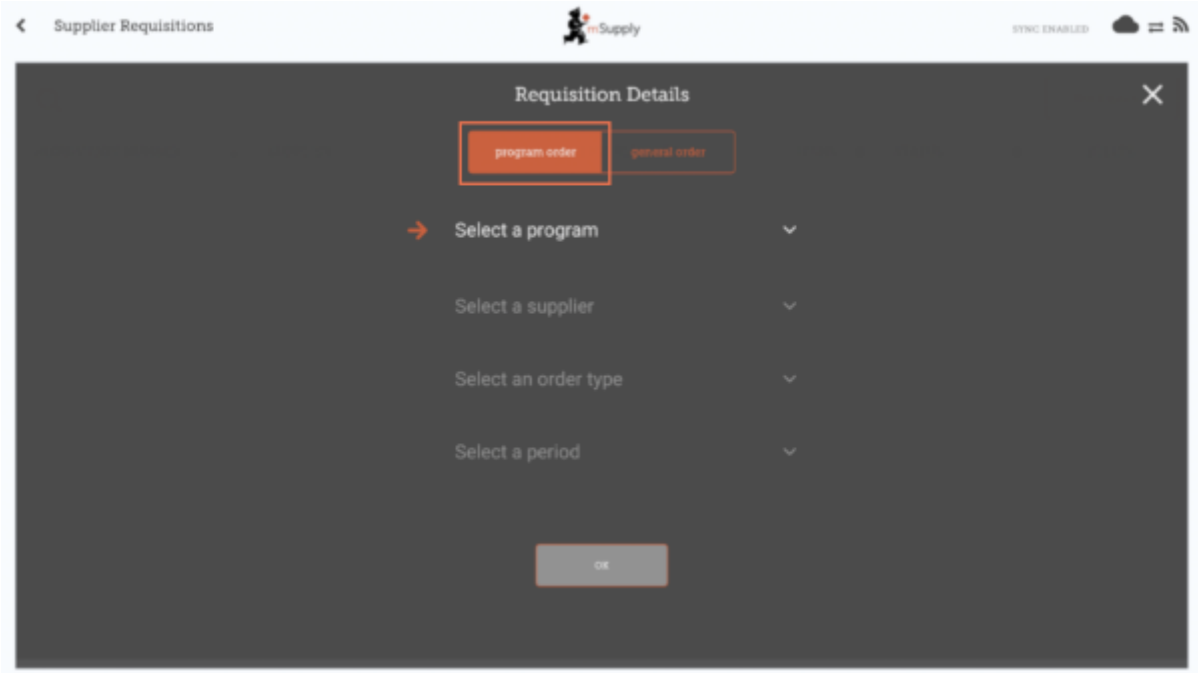 Supplier Requisitions
mSupply
SYNC ENABLED
Requisition Details
program order
general order
Select a program
Select a supplier
Select an order type
Select a period
OK